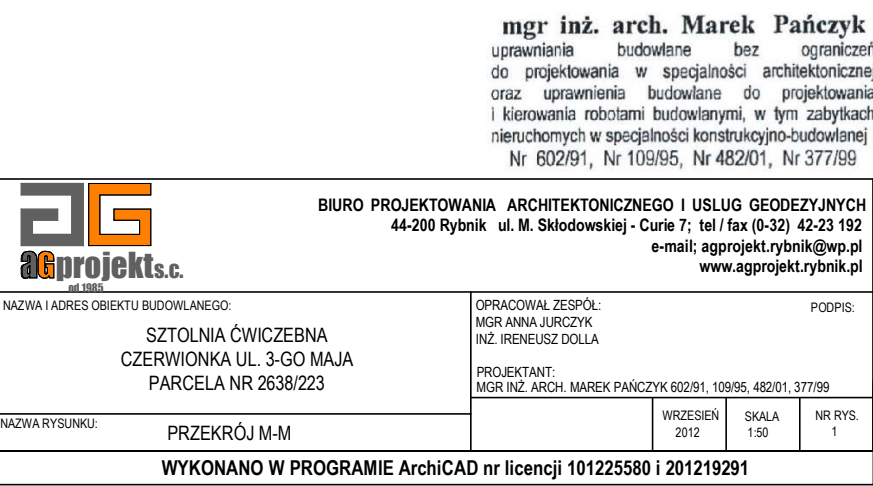 mgr inż. arch. Marek Pańczyk
uprawniania budowlane bez ograniczeń
do projektowania w specjalności architektonicznej
oraz uprawnienia budowlane do projektowania
i kierowania robotami budowlanymi, w tym zabytkach
nieruchomych w specjalności konstrukcyjno-budowlanej
Nr 602/91, Nr 109/95, Nr 482/01, Nr 377/99
aGprojekt s.c.
od 1985
BIURO PROJEKTOWANIA ARCHITEKTONICZNEGO I USLUG GEODEZYJNYCH
44-200 Rybnik ul. M. Skłodowskiej - Curie 7; tel / fax (0-32) 42-23 192
e-mail; agprojekt.rybnik@wp.pl
www.agprojekt.rybnik.pl
NAZWA I ADRES OBIEKTU BUDOWLANEGO:
SZTOLNIA ĆWICZEBNA
CZERWIONKA UL. 3-GO MAJA
PARCELA NR 2638/223
OPRACOWAŁ ZESPÓŁ:
MGR ANNA JURCZYK
INŻ. IRENEUSZ DOLLA
PODPIS:
PROJEKTANT:
MGR INŻ. ARCH. MAREK PAŃCZYK 602/91, 109/95, 482/01, 377/99
NAZWA RYSUNKU:
PRZEKRÓJ M-M
WRZESIEŃ
2012
SKALA
1:50
NR RYS.
1
WYKONANO W PROGRAMIE ArchiCAD nr licencji 101225580 i 201219291